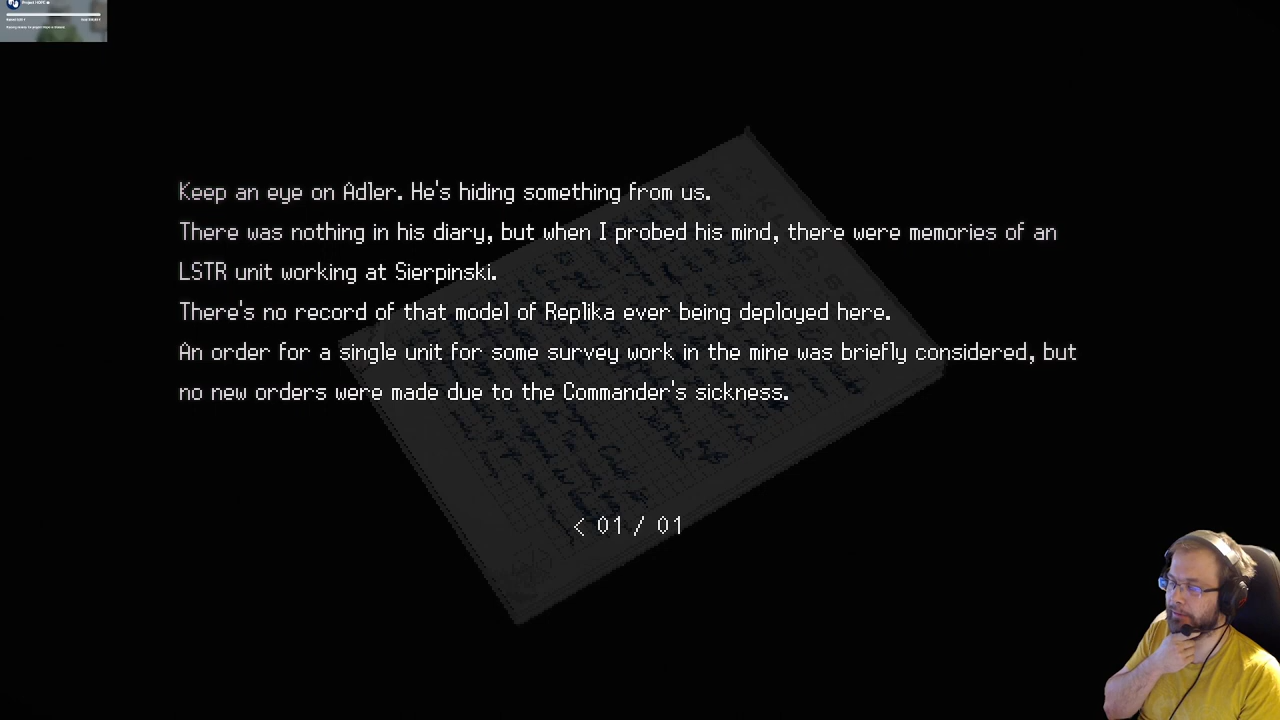 Project HOPE
Keep an eye on Adler. He's hiding something from us.
There was nothing in his diary, but when I probed his mind, there were memories of an
LSTR unit working at Sierpinski.
There's no record of that model of Replika ever being deployed here.
An order for a single unit for some survey work in the mine was briefly considered, but
no new orders were made due to the Commander's sickness.
< 01 / 01